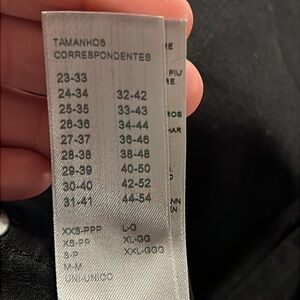 TAMANHOS
CORRESPONDENTES
23-33
24-34 32-42
25-35 33-43
26-36 34-44
27-37 36-46
28-38 38-48
29-39 40-50
30-40 42-52
31-41 44-54
XXS-PPP L-G
XS-PP XL-GG
S-P XXL-GGG
M-M
UNI-UNICO